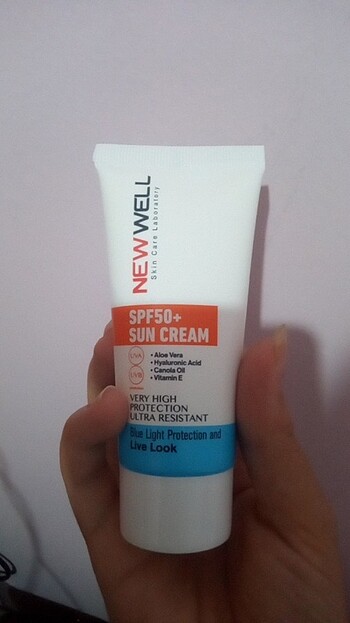 NEWWELL
Skin Care Laboratory
SPF50+
SUN CREAM
UVA
UVB
• Aloe Vera
• Hyaluronic Acid
• Canola Oil
• Vitamin E
VERY HIGH
PROTECTION
ULTRA RESISTANT
Blue Light Protection and
Live Look